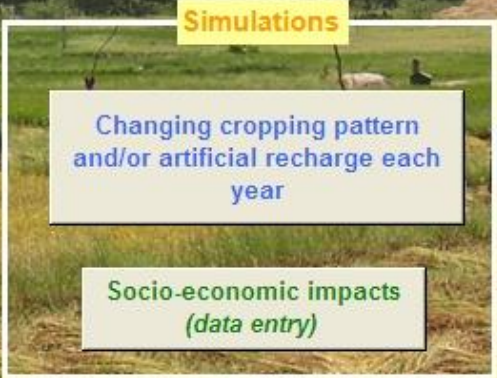 Simulations
Changing cropping pattern
and/or artificial recharge each
year
Socio-economic impacts
(data entry)